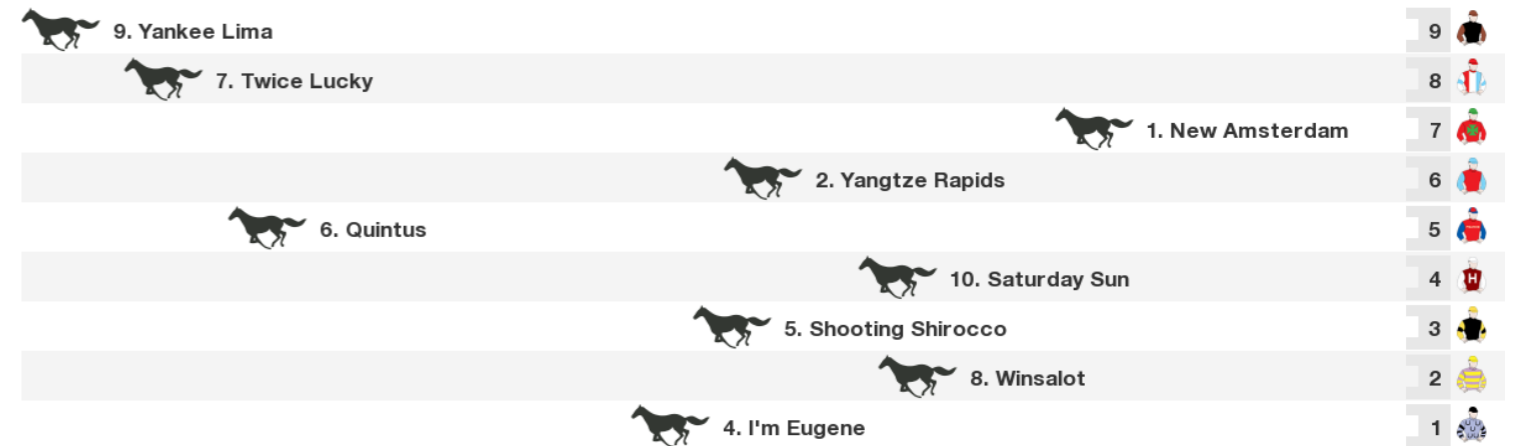 9. Yankee Lima 9
7. Twice Lucky 8
1. New Amsterdam 7
2. Yangtze Rapids 6
6. Quintus 5
10. Saturday Sun 4 H
5. Shooting Shirocco 3
8. Winsalot 2
4. I'm Eugene 1